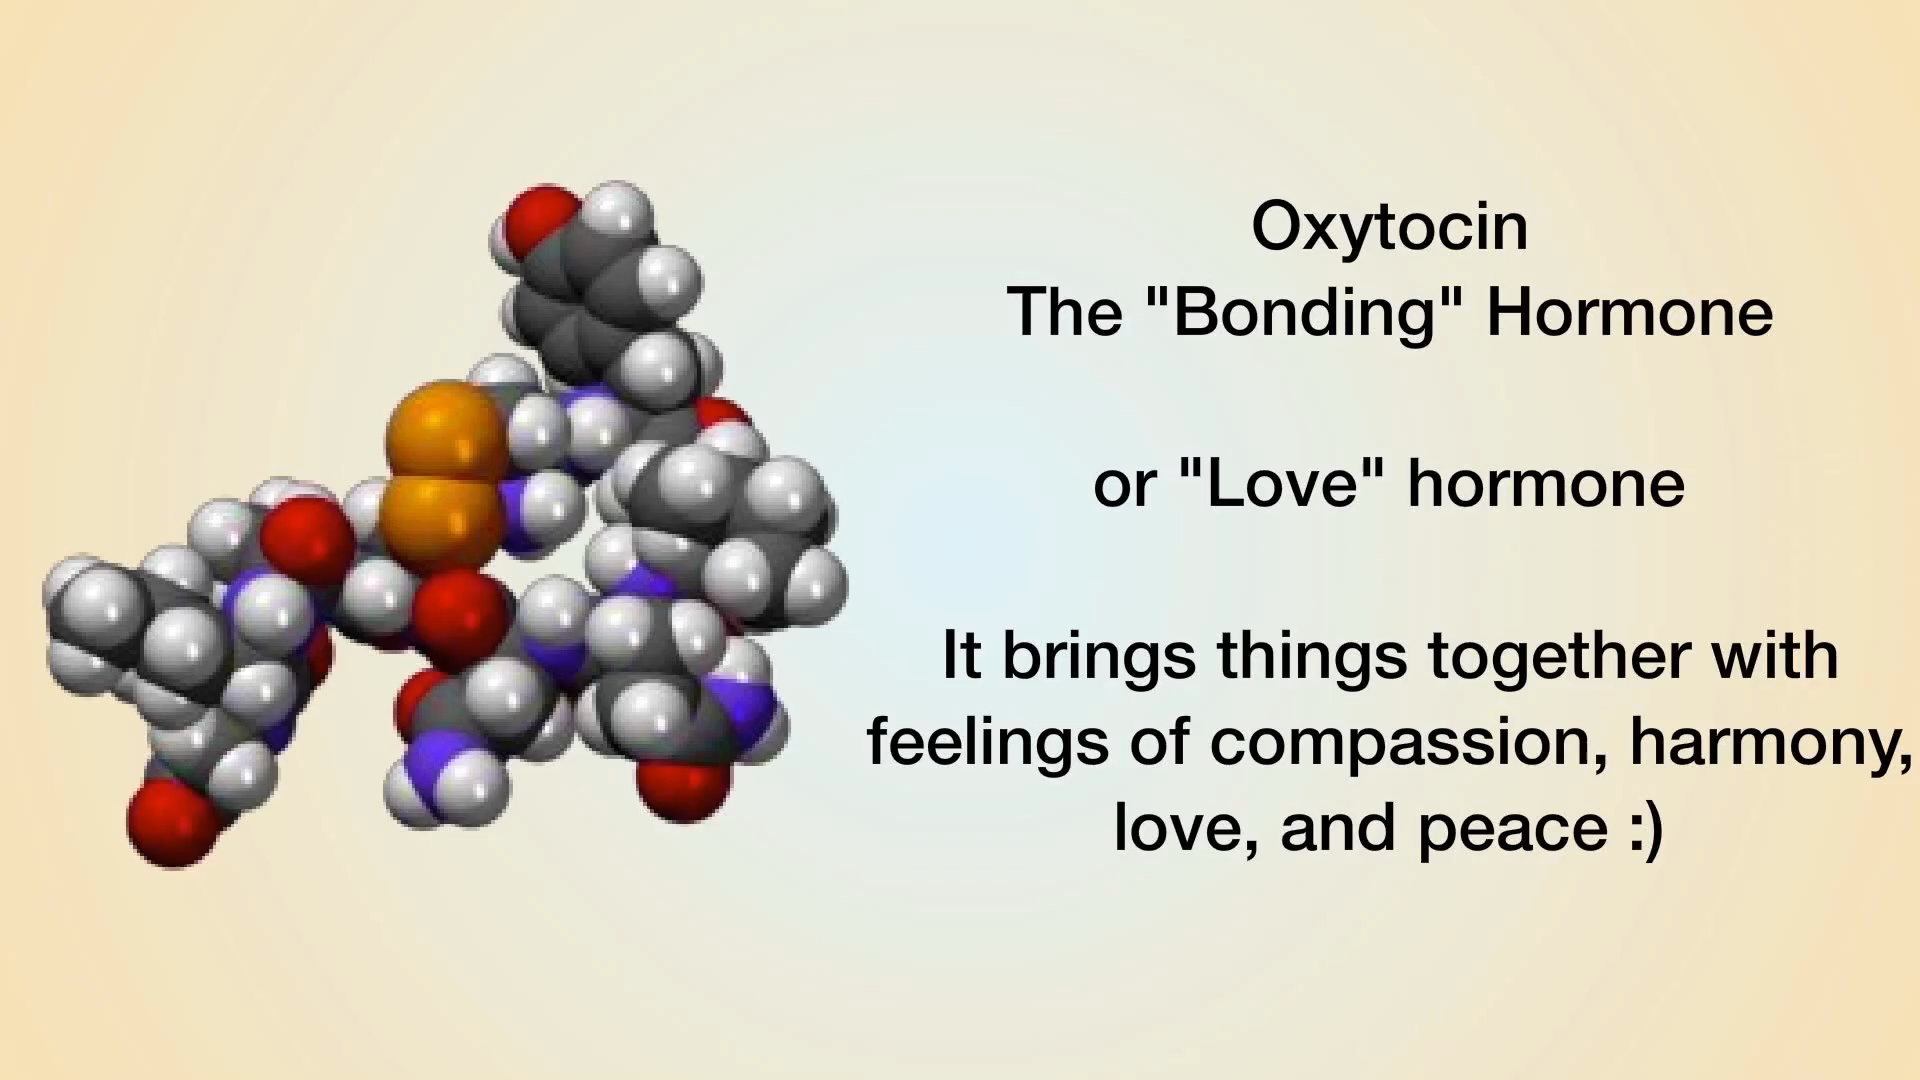 Oxytocin
The "Bonding" Hormone
or "Love" hormone
It brings things together with
feelings of compassion, harmony,
love, and peace :)